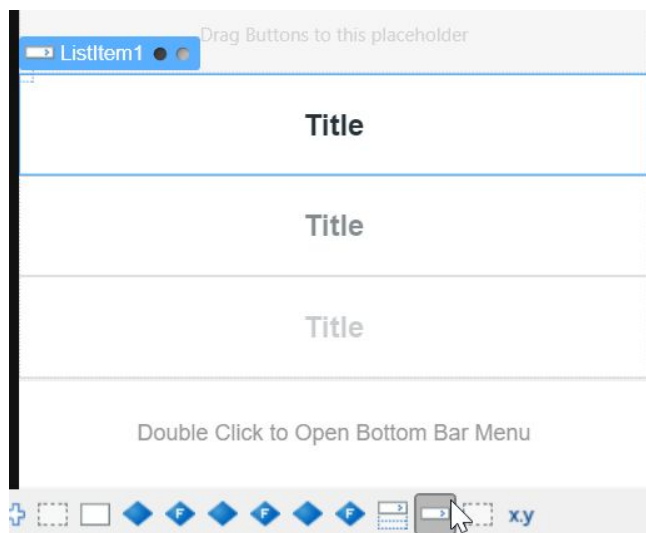 Drag Buttons to this placeholder
ListItem1
Title
Title
Title
Double Click to Open Bottom Bar Menu
F F F x.y